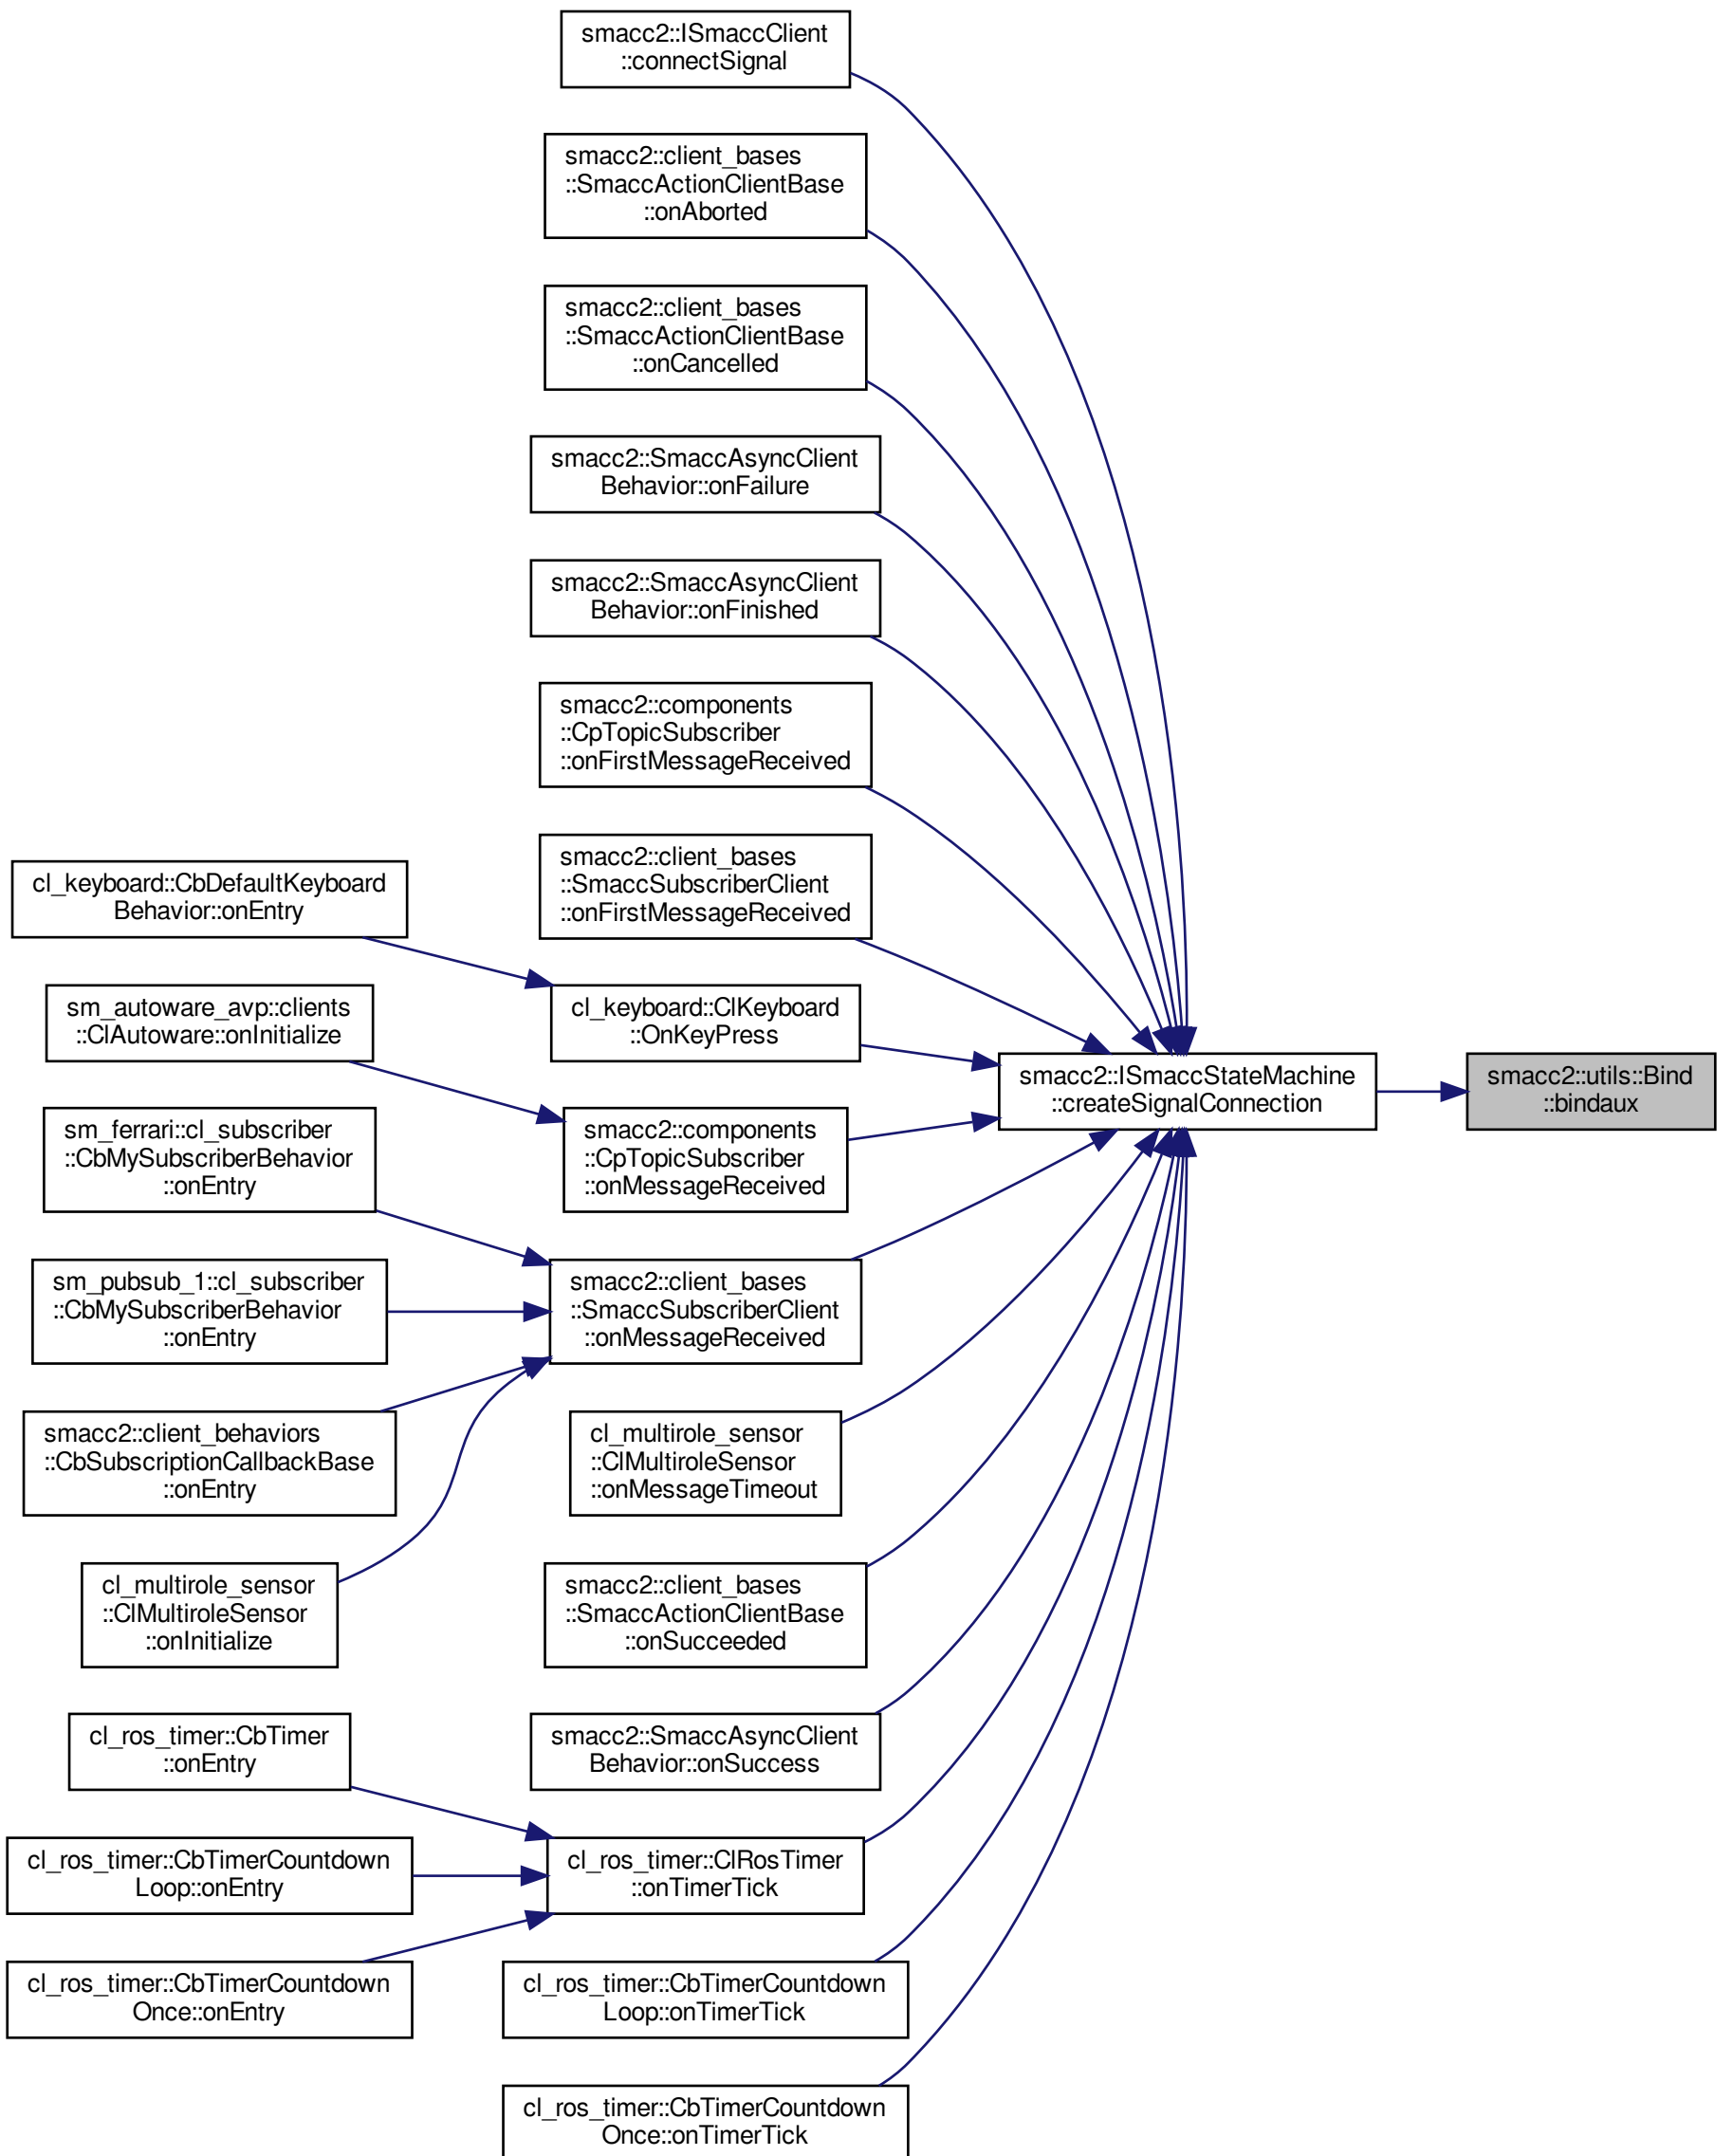 smacc2::ISmaccClient
::connectSignal
smacc2::client_bases
::SmaccActionClientBase
::onAborted
smacc2::client_bases
::SmaccActionClientBase
::onCancelled
smacc2::SmaccAsyncClient
Behavior::onFailure
smacc2::SmaccAsyncClient
Behavior::onFinished
smacc2::components
::CpTopicSubscriber
::onFirstMessageReceived
smacc2::client_bases
::SmaccSubscriberClient
::onFirstMessageReceived
cl_keyboard::CbDefaultKeyboard
Behavior::onEntry
cl_keyboard::ClKeyboard
::OnKeyPress
sm_autoware_avp::clients
::ClAutoware::onInitialize
smacc2::components
::CpTopicSubscriber
::onMessageReceived
smacc2::ISmaccStateMachine
::createSignalConnection
smacc2::utils::Bind
::bindaux
sm_ferrari::cl_subscriber
::CbMySubscriberBehavior
::onEntry
sm_pubsub_1::cl_subscriber
::CbMySubscriberBehavior
::onEntry
smacc2::client_bases
::SmaccSubscriberClient
::onMessageReceived
smacc2::client_behaviors
::CbSubscriptionCallbackBase
::onEntry
cl_multirole_sensor
::ClMultiroleSensor
::onMessageTimeout
cl_multirole_sensor
::ClMultiroleSensor
::onInitialize
smacc2::client_bases
::SmaccActionClientBase
::onSucceeded
smacc2::SmaccAsyncClient
Behavior::onSuccess
cl_ros_timer::CbTimer
::onEntry
cl_ros_timer::CbTimerCountdown
Loop::onEntry
cl_ros_timer::ClRosTimer
::onTimerTick
cl_ros_timer::CbTimerCountdown
Once::onEntry
cl_ros_timer::CbTimerCountdown
Loop::onTimerTick
cl_ros_timer::CbTimerCountdown
Once::onTimerTick